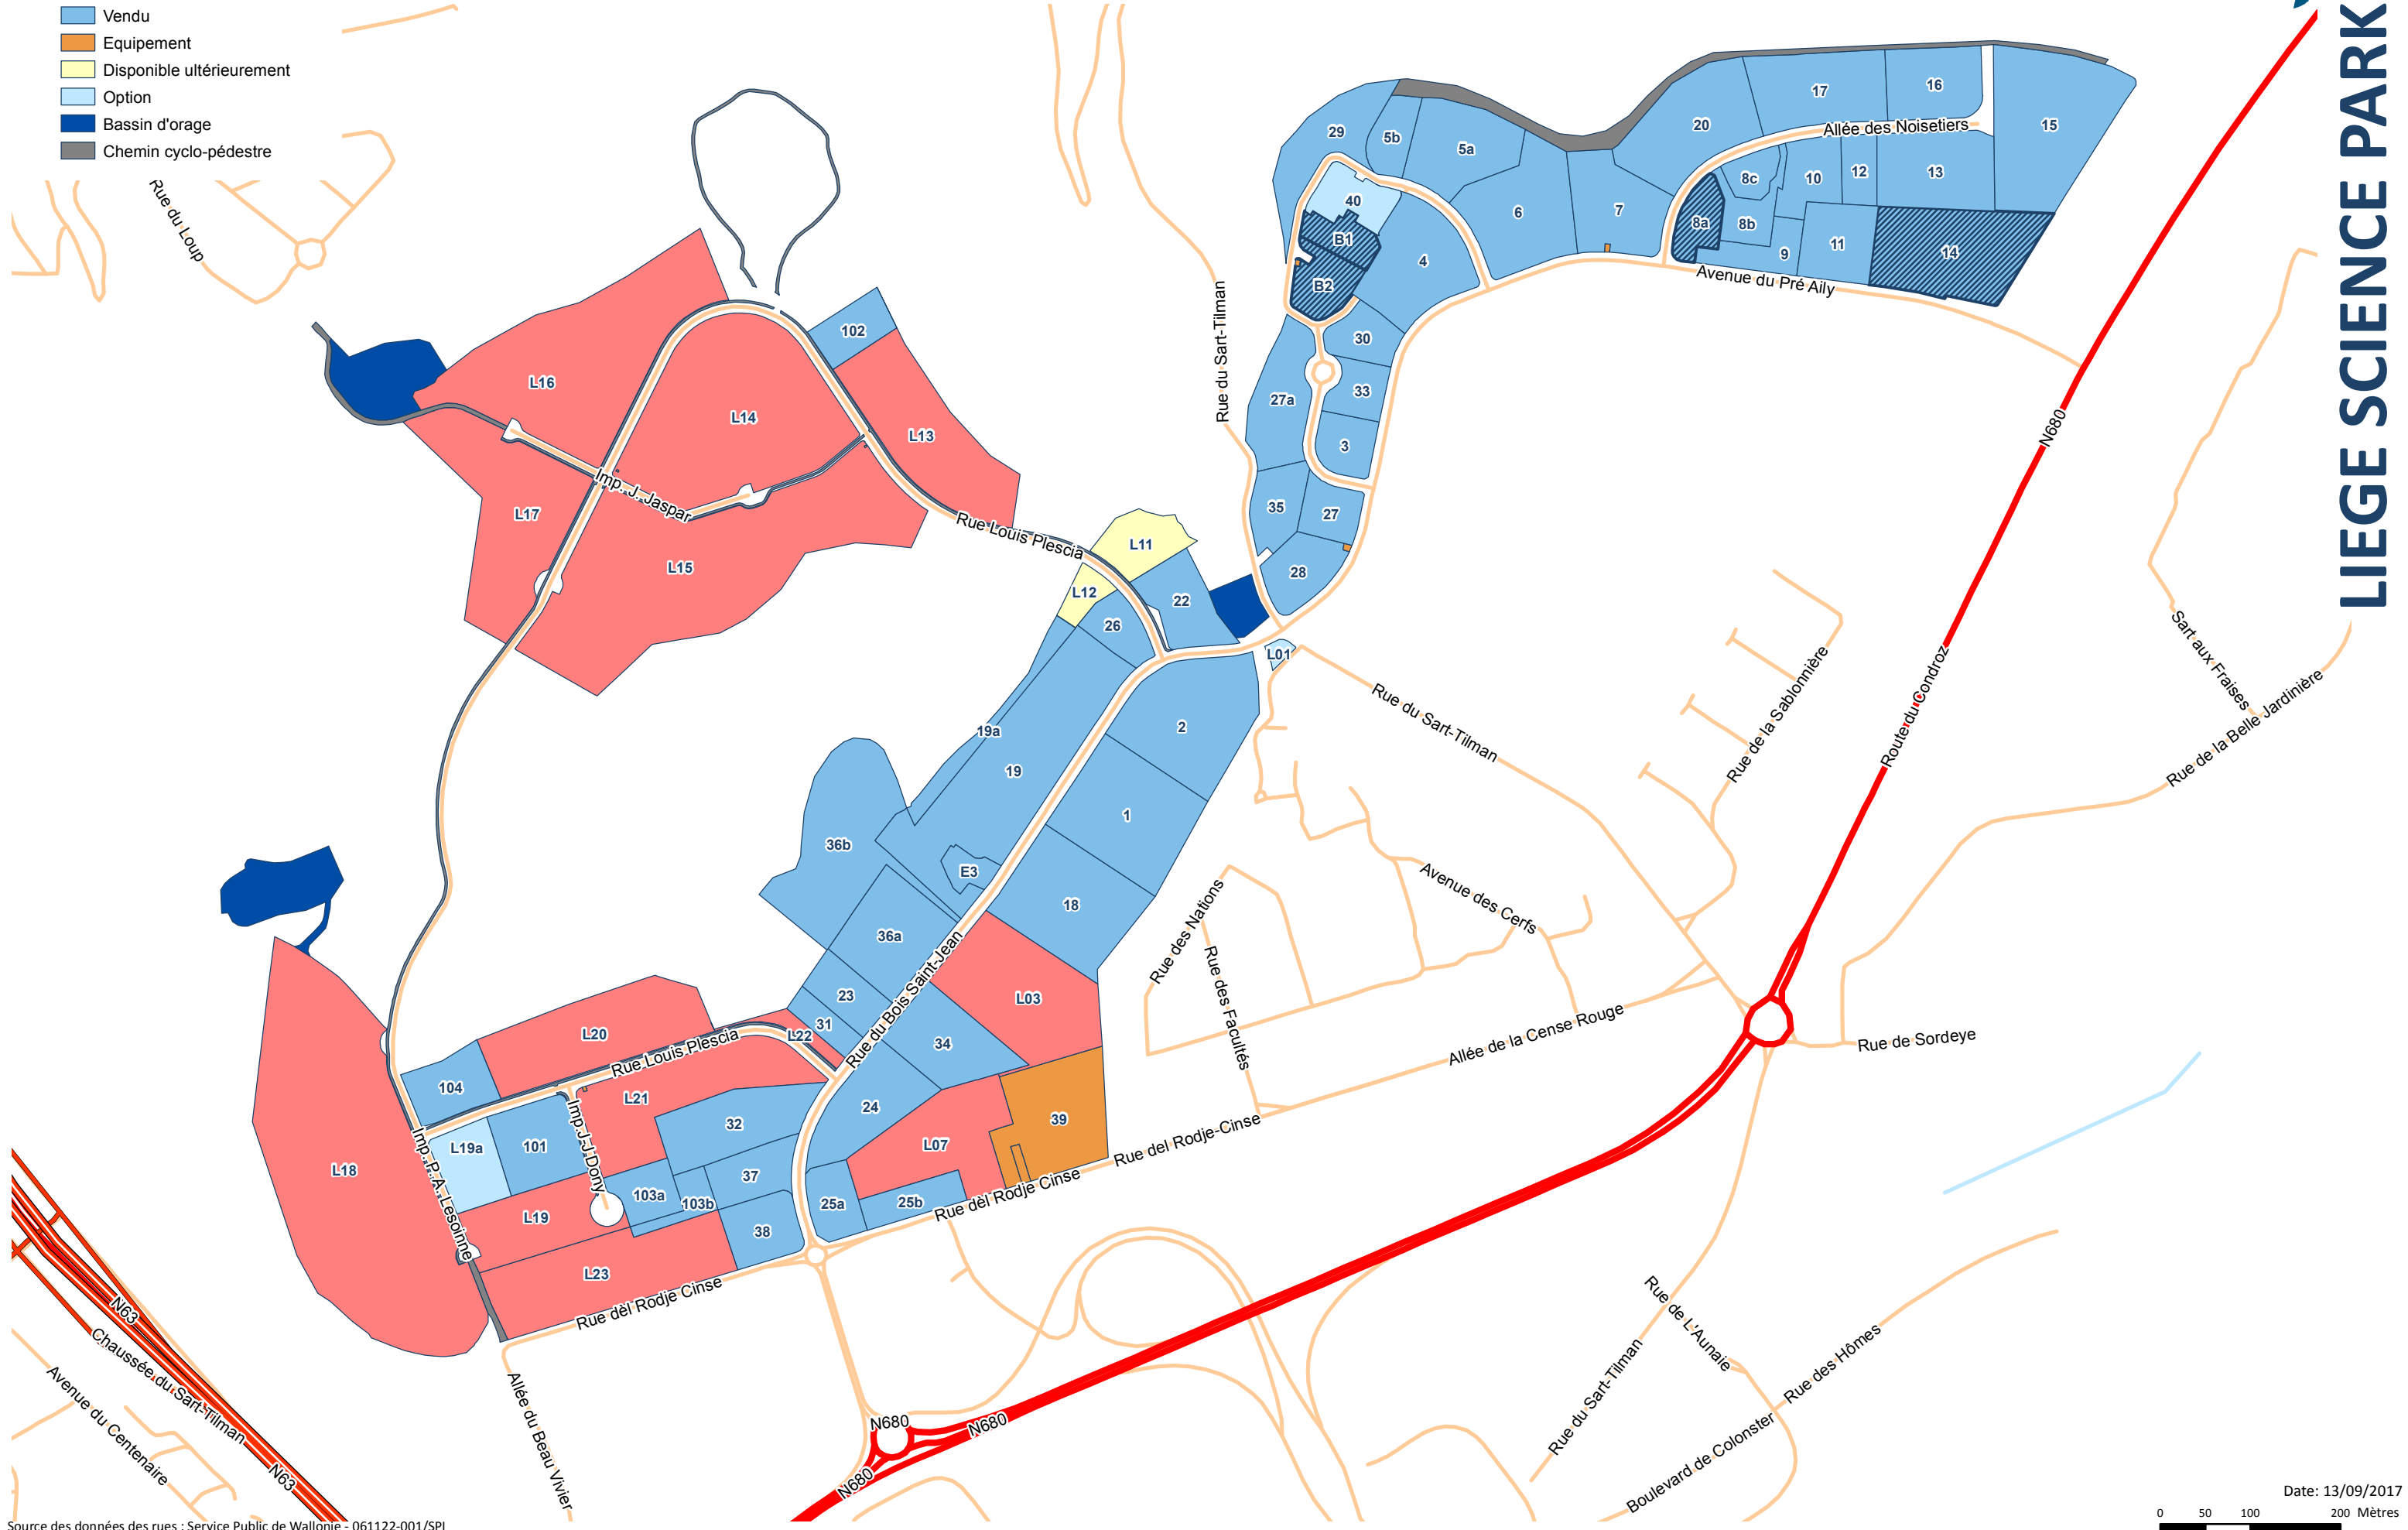 Vendu
Equipement
Disponible ultérieurement
Option
Bassin d'orage
Chemin cyclo-pédestre
LIEGE SCIENCE PARK
Rue du Loup
29
5b
5a
40
B1
B2
4
6
7
20
17
16
15
Allée des Noisetiers
8c
10
12
13
8a
8b
9
11
14
Avenue du Pré Aily
N680
Rue du Sart-Tilman
30
33
27a
3
35
27
28
102
L16
L14
L13
Imp. J. Jaspar
L17
L15
Rue Louis Plescia
L11
L12
22
26
L01
19a
19
2
1
18
E3
36b
36a
23
31
Rue du Bois Saint-Jean
L03
34
L22
L20
Rue Louis Plescia
104
L21
24
39
32
L07
L19a
101
Imp.J-J Dony
Imp. P. A. Lesoinne
L18
37
103a
103b
25a
25b
L19
38
L23
Rue dèl Rodje Cinse
Rue dèl Rodje Cinse
Rue del Rodje-Cinse
Rue du Sart-Tilman
Rue de la Sablonnière
Route du Condroz
Sart aux Fraises
Rue de la Belle Jardinière
Avenue des Cerfs
Rue des Nations
Rue des Facultés
Allée de la Cense Rouge
Rue de Sordeye
N63
Chaussée du Sart-Tilman
Avenue du Centenaire
N63
Allée du Beau Vivier
N680
N680
N680
Rue de L'Aunaie
Rue du Sart-Tilman
Rue des Hômes
Boulevard de Colonster
Date: 13/09/2017
0 50 100 200 Mètres
Source des données des rues : Service Public de Wallonie - 061122-001/SPI